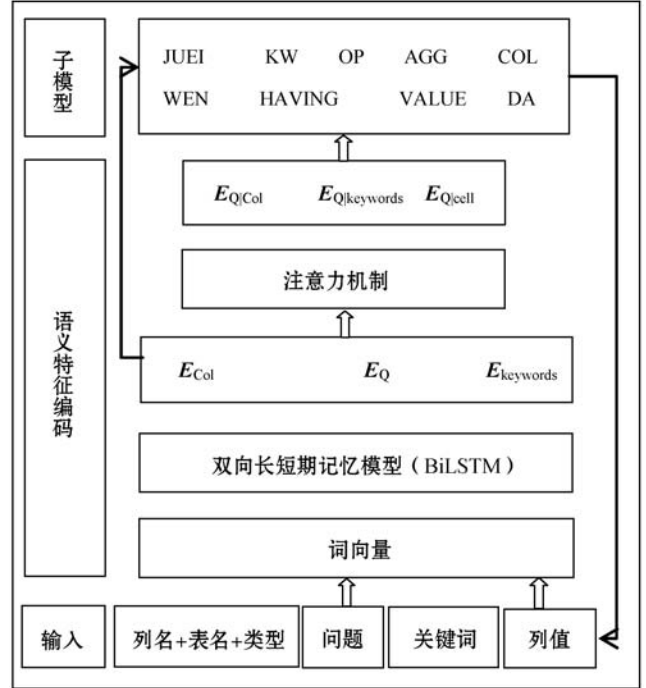 子模型
JUEI KW OP AGG COL
WEN HAVING VALUE DA
E_Q|Col E_Q|keywords E_Q|cell
注意力机制
语义特征编码
E_Col E_Q E_keywords
双向长短期记忆模型（BiLSTM）
词向量
输入 列名+表名+类型 问题 关键词 列值